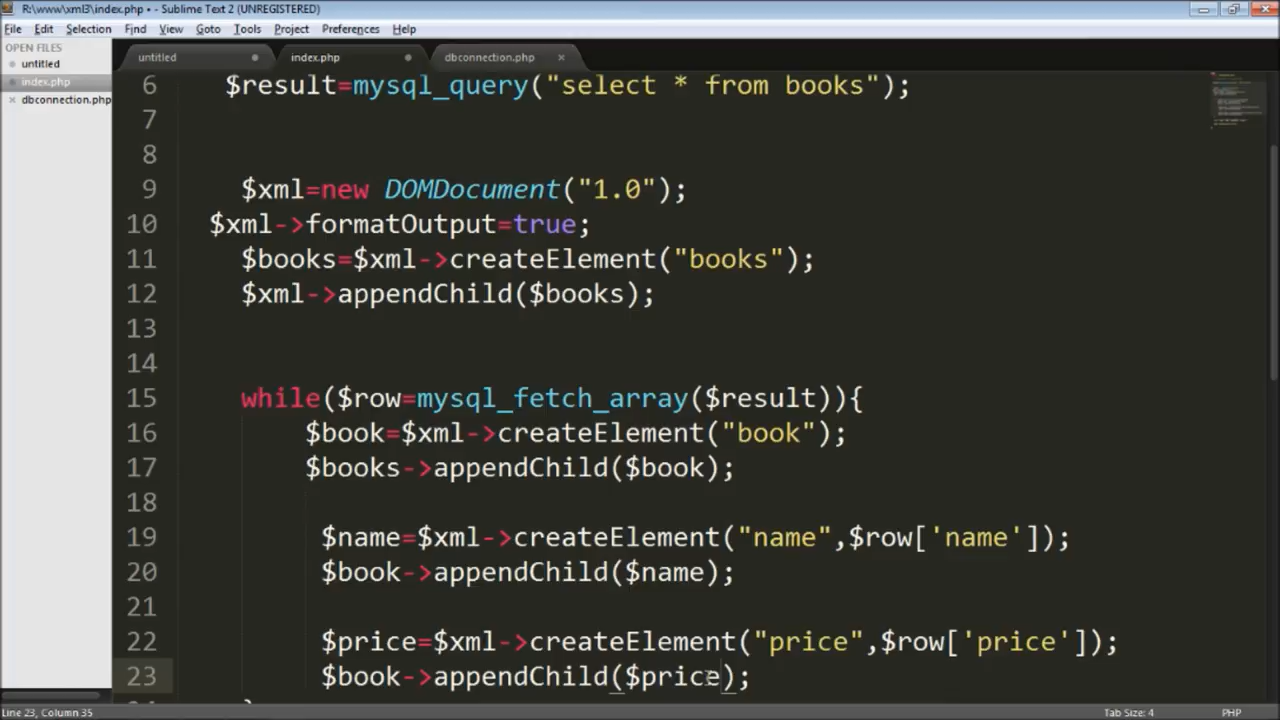 R:\www\xml3\index.php • - Sublime Text 2 (UNREGISTERED)
File Edit Selection Find View Goto Tools Project Preferences Help
OPEN FILES
untitled
index.php
dbconnection.php
untitled index.php dbconnection.php
6 $result=mysql_query("select * from books");
7
8
9 $xml=new DOMDocument("1.0");
10 $xml->formatOutput=true;
11 $books=$xml->createElement("books");
12 $xml->appendChild($books);
13
14
15 while($row=mysql_fetch_array($result)){
16 $book=$xml->createElement("book");
17 $books->appendChild($book);
18
19 $name=$xml->createElement("name",$row['name']);
20 $book->appendChild($name);
21
22 $price=$xml->createElement("price",$row['price']);
23 $book->appendChild($price);
Line 23, Column 35 Tab Size: 4 PHP